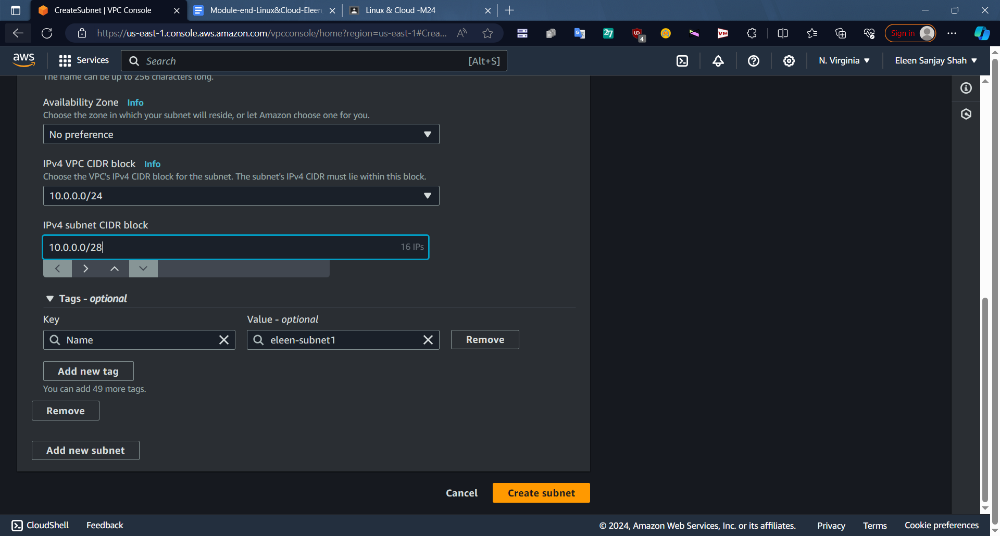 CreateSubnet | VPC Console
Module-end-Linux&Cloud-Eleen
Linux & Cloud -M24
https://us-east-1.console.aws.amazon.com/vpcconsole/home?region=us-east-1#Crea...
27
4
VM
Sign in
aws
Services
Search
[Alt+S]
N. Virginia
Eleen Sanjay Shah
The name can be up to 256 characters long.
Availability Zone Info
Choose the zone in which your subnet will reside, or let Amazon choose one for you.
No preference
IPv4 VPC CIDR block Info
Choose the VPC's IPv4 CIDR block for the subnet. The subnet's IPv4 CIDR must lie within this block.
10.0.0.0/24
IPv4 subnet CIDR block
10.0.0.0/28
16 IPs
Tags - optional
Key
Value - optional
Name
eleen-subnet1
Remove
Add new tag
You can add 49 more tags.
Remove
Add new subnet
Cancel
Create subnet
CloudShell
Feedback
© 2024, Amazon Web Services, Inc. or its affiliates.
Privacy
Terms
Cookie preferences